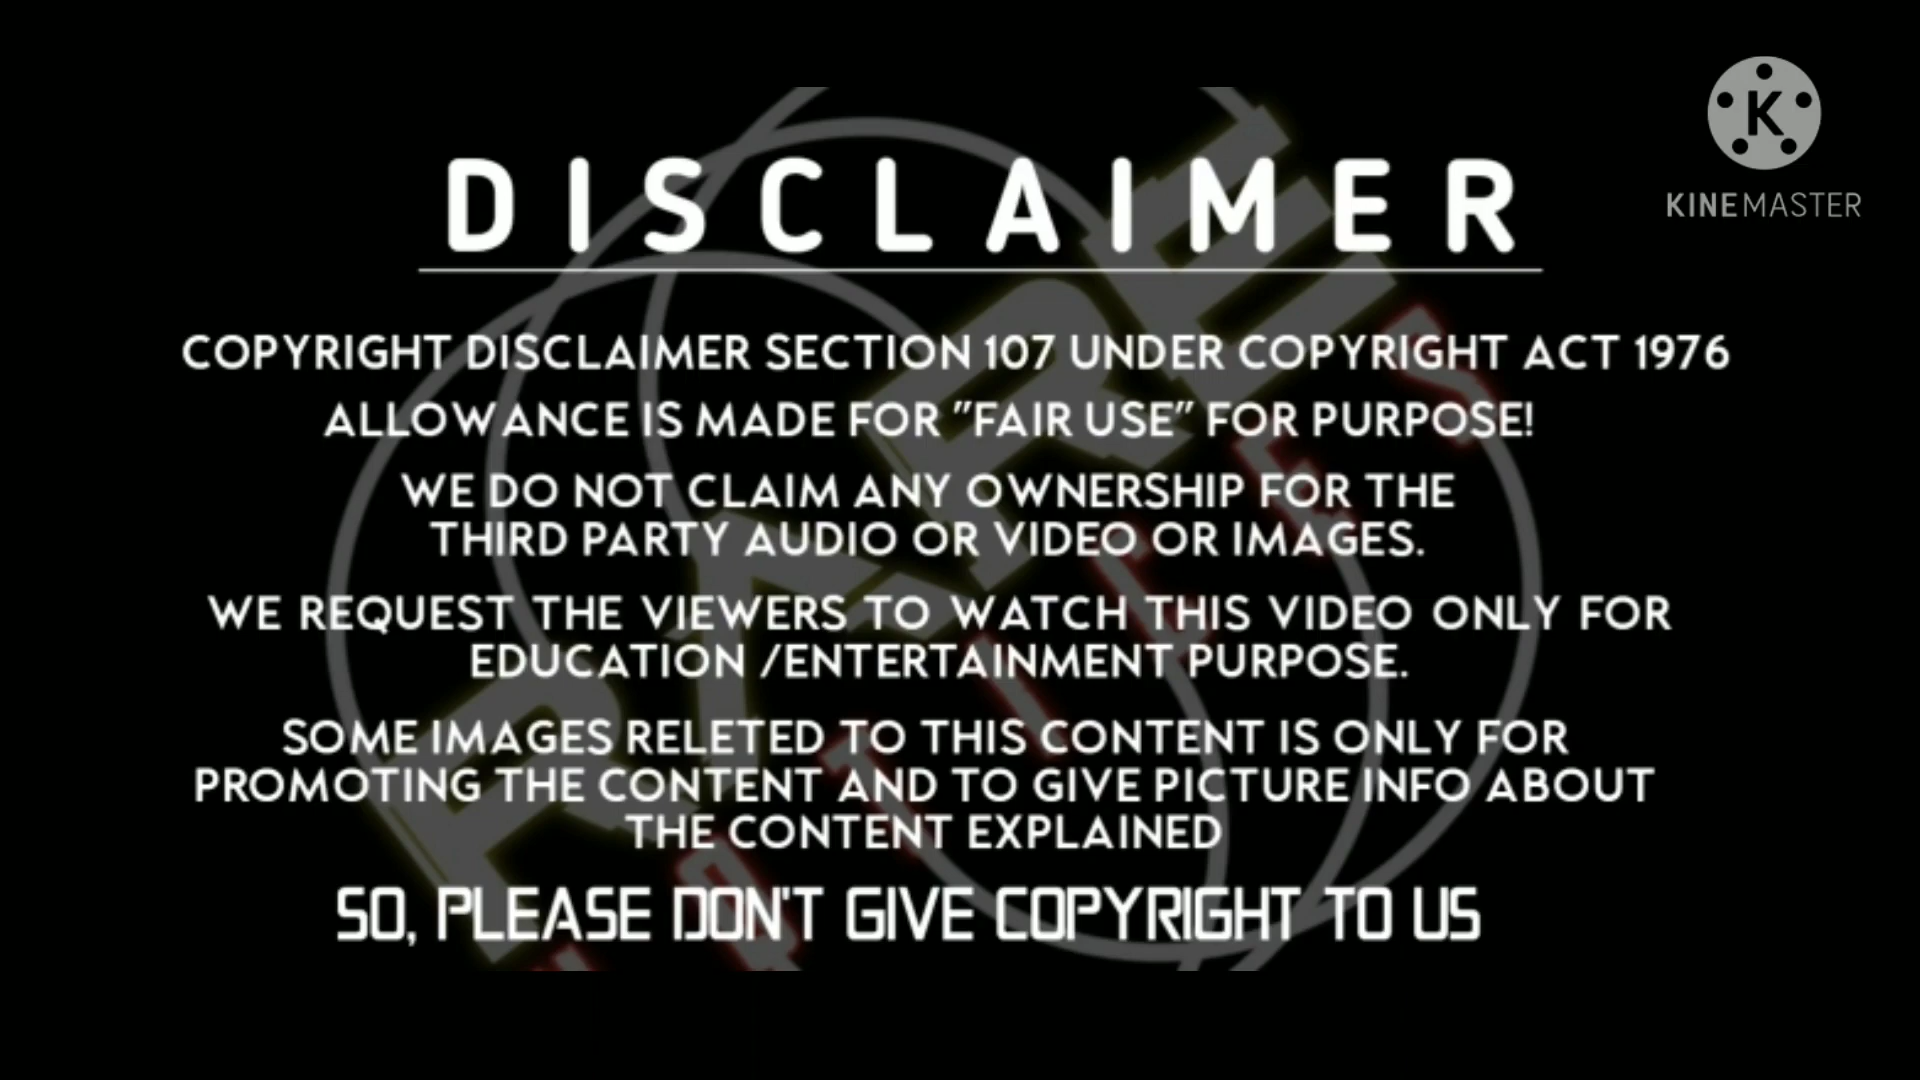 K
KINEMASTER
DISCLAIMER
COPYRIGHT DISCLAIMER SECTION 107 UNDER COPYRIGHT ACT 1976
ALLOWANCE IS MADE FOR "FAIR USE" FOR PURPOSE!
WE DO NOT CLAIM ANY OWNERSHIP FOR THE
THIRD PARTY AUDIO OR VIDEO OR IMAGES.
WE REQUEST THE VIEWERS TO WATCH THIS VIDEO ONLY FOR
EDUCATION /ENTERTAINMENT PURPOSE.
SOME IMAGES RELETED TO THIS CONTENT IS ONLY FOR
PROMOTING THE CONTENT AND TO GIVE PICTURE INFO ABOUT
THE CONTENT EXPLAINED
SO, PLEASE DON'T GIVE COPYRIGHT TO US